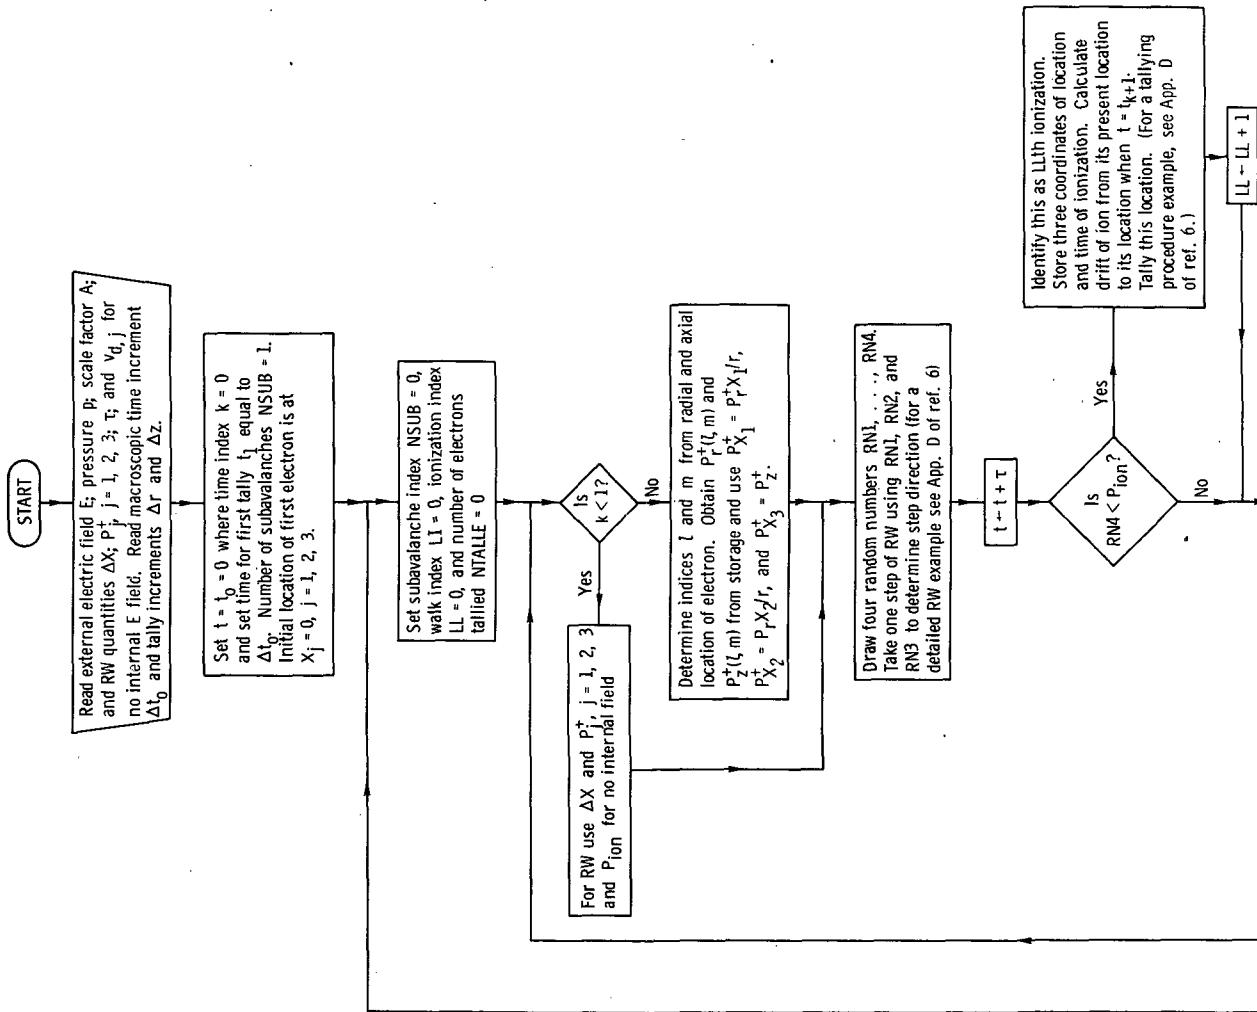 START
Read external electric field E; pressure p; scale factor A;
and RW quantities ΔX; P⁺ⱼ, j = 1, 2, 3; τ; and v_d,j for
no internal E field. Read macroscopic time increment
Δt₀ and tally increments Δr and Δz.
Set t = t₀ = 0 where time index k = 0
and set time for first tally t₁ equal to
Δt₀. Number of subavalanches NSUB = 1.
Initial location of first electron is at
Xⱼ = 0, j = 1, 2, 3.
Set subavalanche index NSUB = 0,
walk index LI = 0, ionization index
LL = 0, and number of electrons
tallied NTALLE = 0
Is
k < 1?
Yes
No
For RW use ΔX and P⁺ⱼ, j = 1, 2, 3
and P_ion for no internal field
Determine indices l and m from radial and axial
location of electron. Obtain P⁺_r(l, m) and
P⁺_z(l, m) from storage and use P⁺_X₁ = P⁺_r X₁/r,
P⁺_X₂ = P_r X₂/r, and P⁺_X₃ = P⁺_z.
Draw four random numbers RN1, . . ., RN4.
Take one step of RW using RN1, RN2, and
RN3 to determine step direction (for a
detailed RW example see App. D of ref. 6)
t ← t + τ
Is
RN4 < P_ion?
Yes
No
Identify this as LLth ionization.
Store three coordinates of location
and time of ionization. Calculate
drift of ion from its present location
to its location when t = t_k+1.
Tally this location. (For a tallying
procedure example, see App. D
of ref. 6.)
LL ← LL + 1